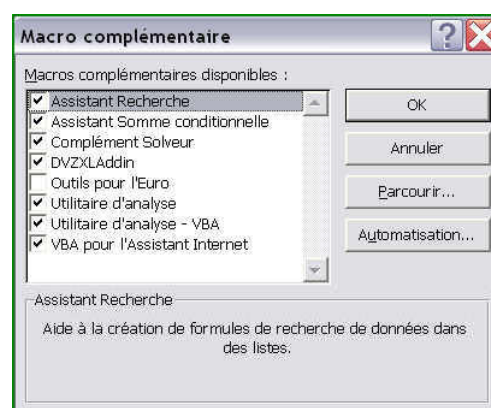 Macro complémentaire
Macros complémentaires disponibles :
Assistant Recherche
Assistant Somme conditionnelle
Complément Solveur
DVZXLAddin
Outils pour l'Euro
Utilitaire d'analyse
Utilitaire d'analyse - VBA
VBA pour l'Assistant Internet
OK
Annuler
Parcourir...
Automatisation...
Assistant Recherche
Aide à la création de formules de recherche de données dans
des listes.